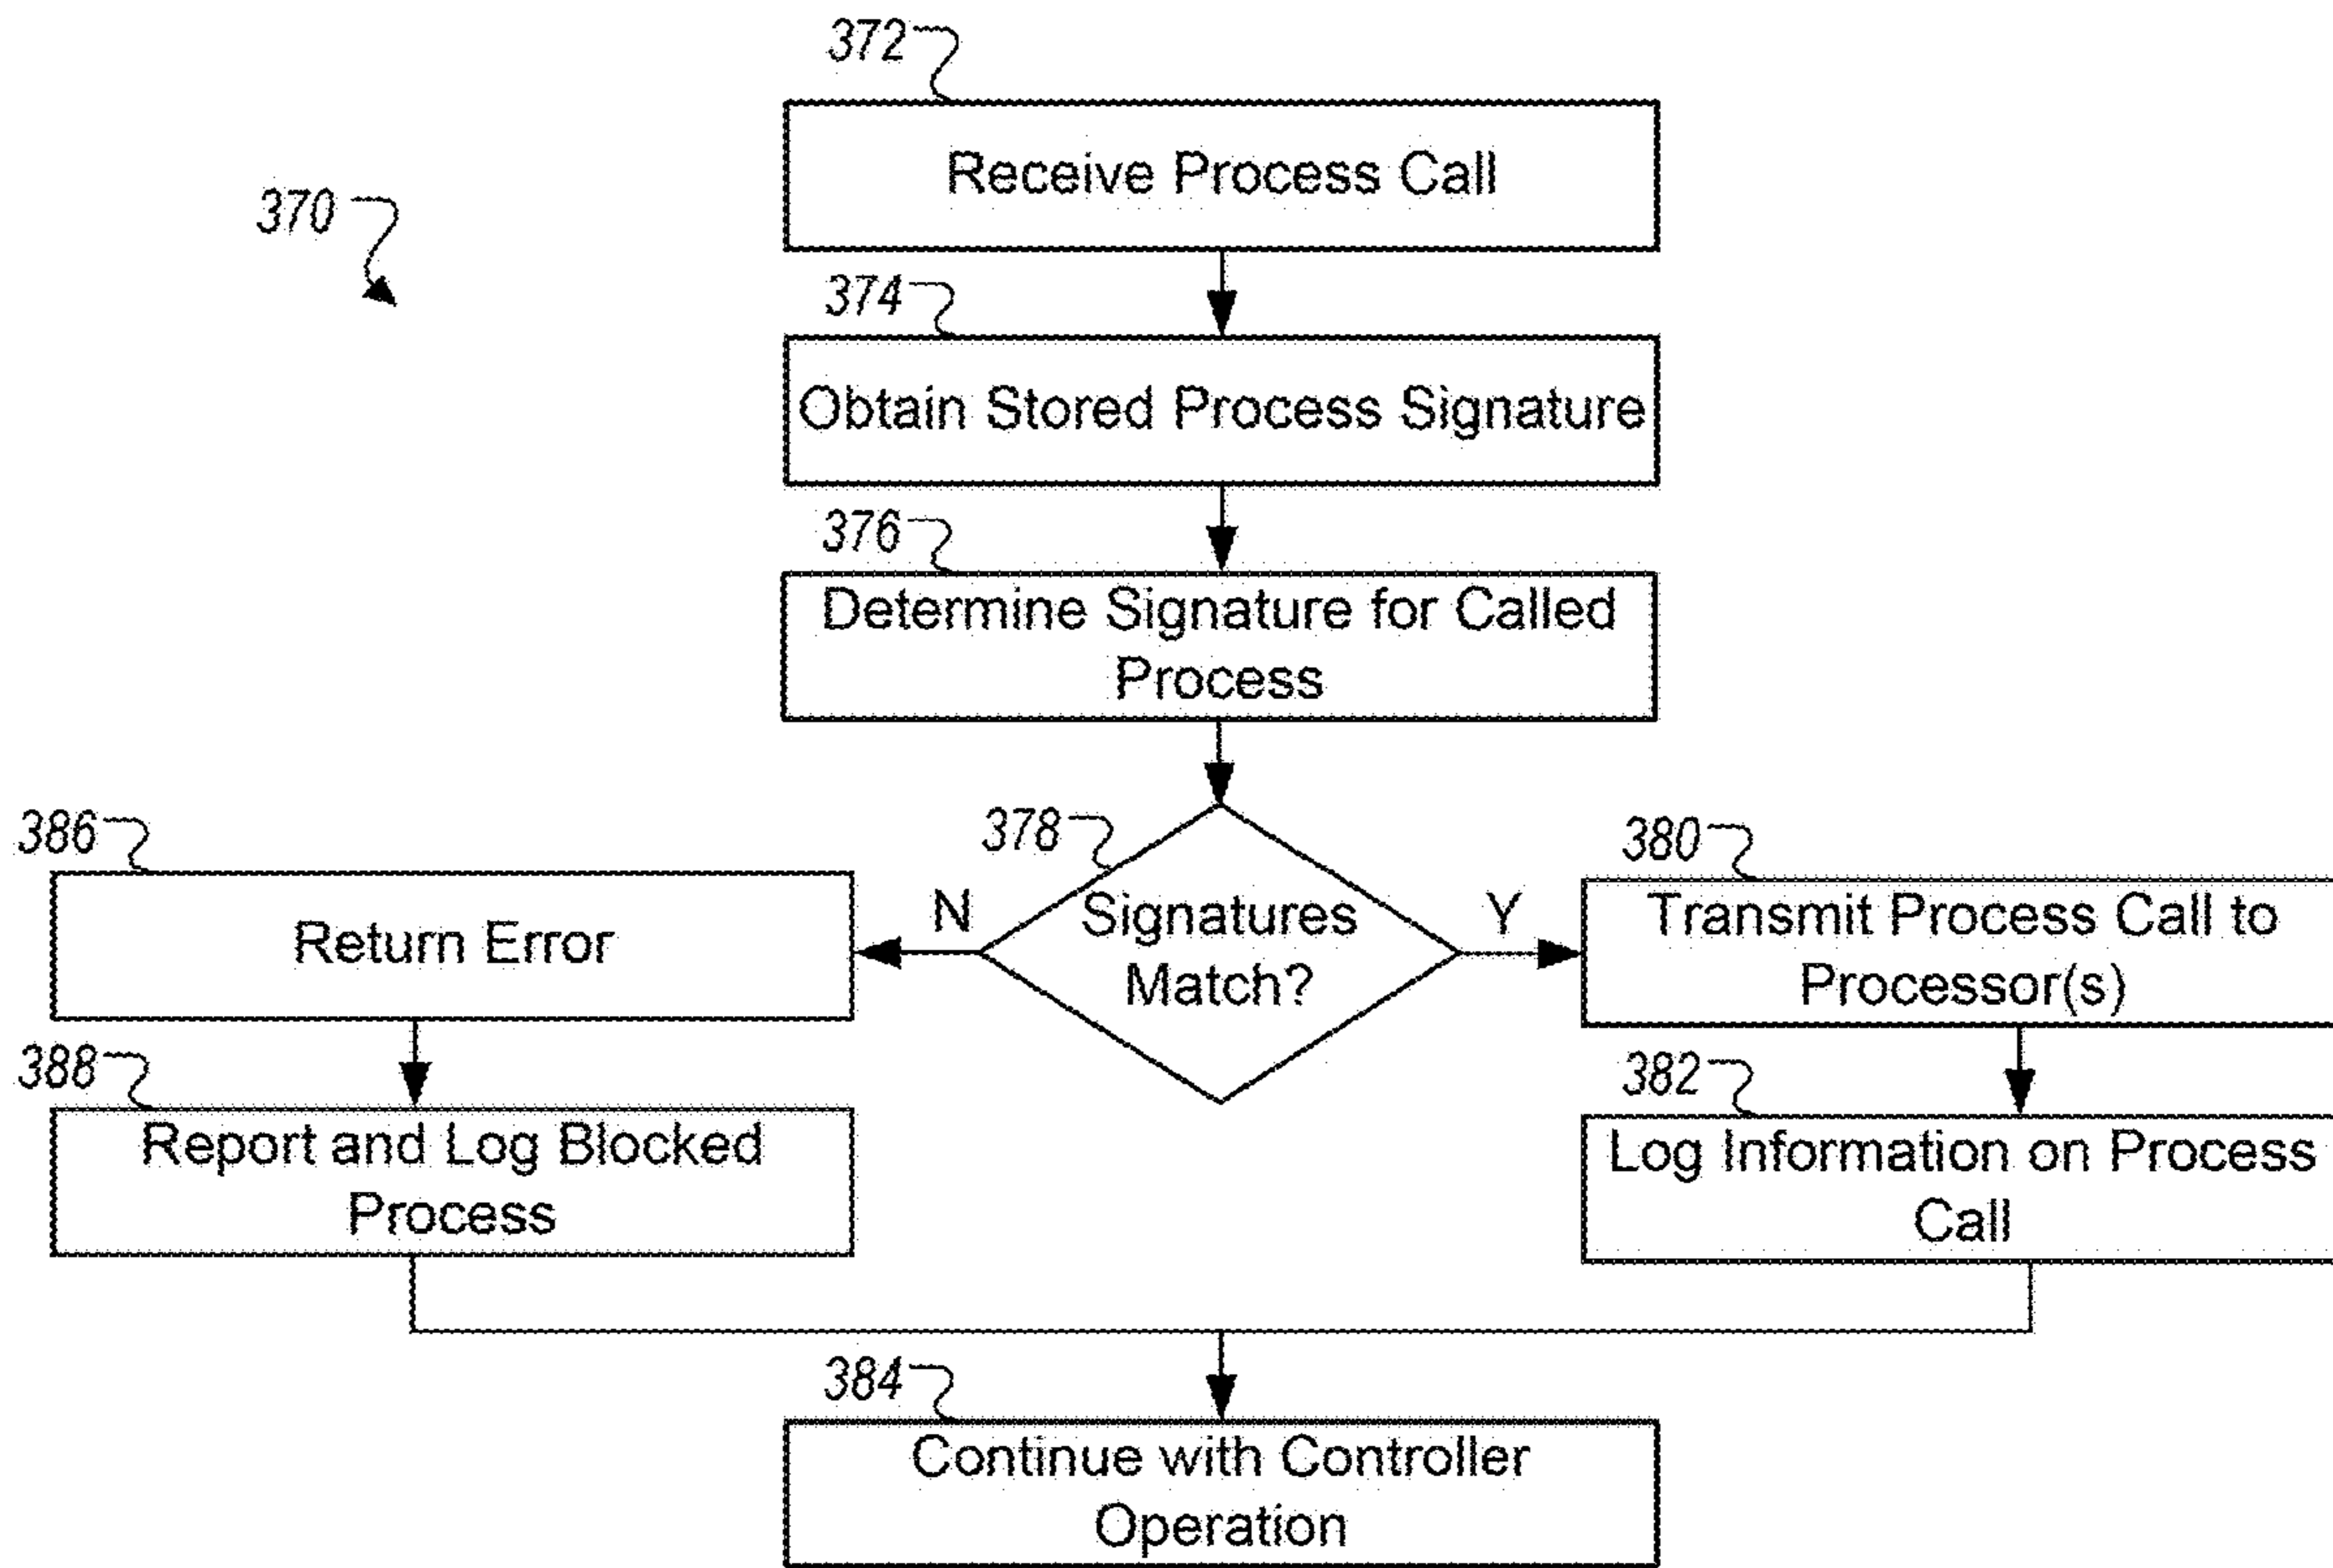 372
Receive Process Call
370
374
Obtain Stored Process Signature
376
Determine Signature for Called
Process
378
Signatures
Match?
N
Y
386
Return Error
388
Report and Log Blocked
Process
380
Transmit Process Call to
Processor(s)
382
Log Information on Process
Call
384
Continue with Controller
Operation